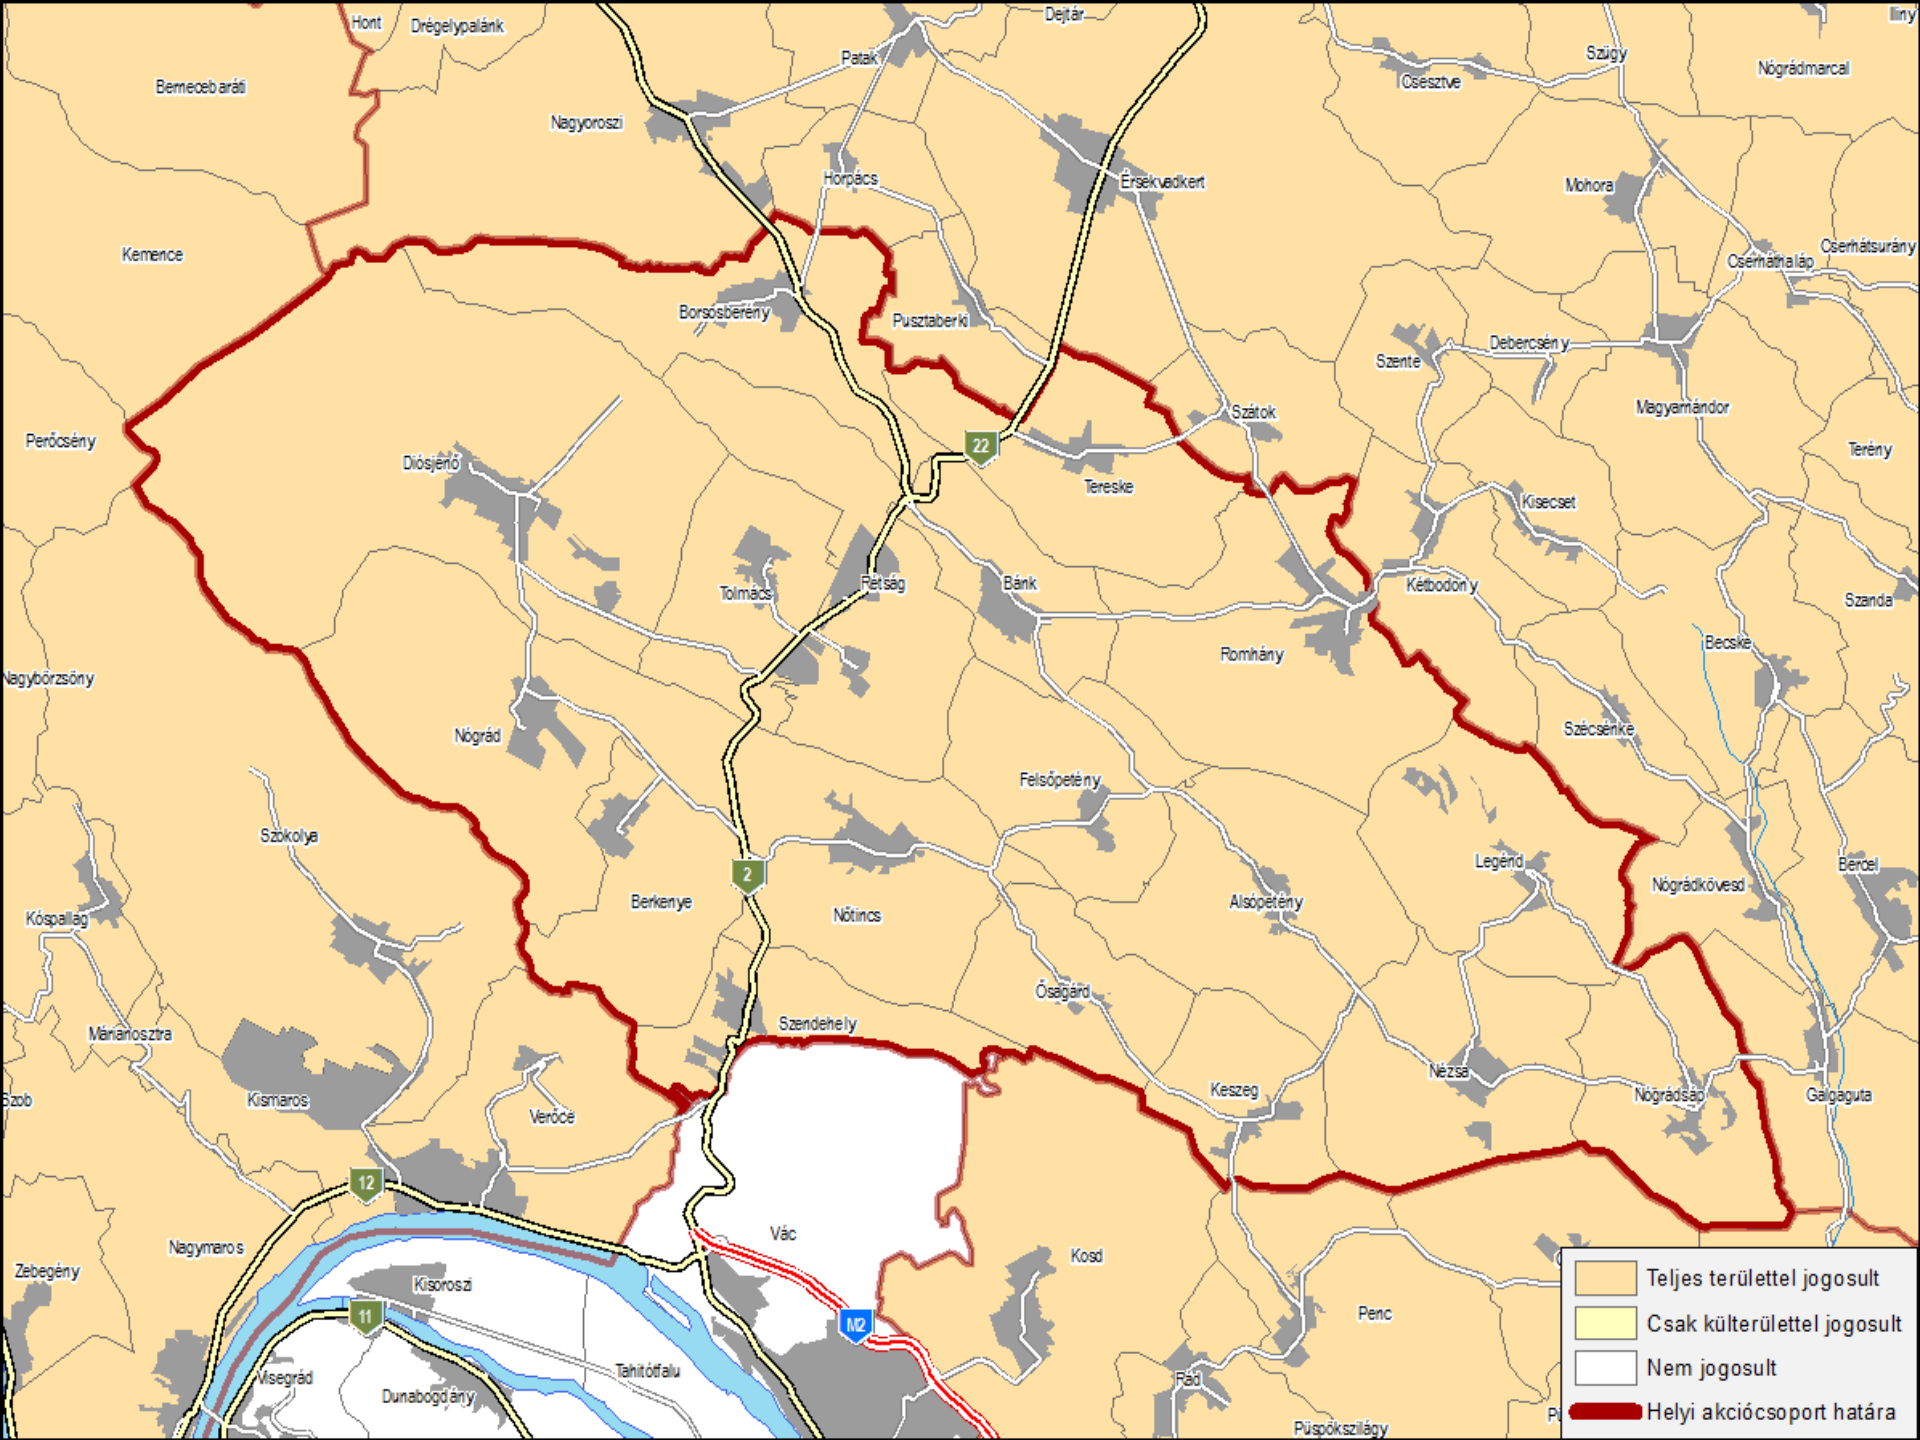 Hont
Drégelypalánk
Dejtár
Illiny
Patak
Szügy
Nógrádmarcal
Bernecebaráti
Csesztve
Nagyoroszi
Horpács
Érsekvadkert
Mohora
Kemence
Cserhátsurány
Cserháthaláp
Borsosberény
Pusztaberki
Debercsény
Szente
Szátok
Magyarnándor
Perőcsény
Diósjenő
22
Tereske
Terény
Kisecset
Tolmács
Rétság
Bánk
Kétbodony
Szanda
Romhány
Becske
Nagybörzsöny
Nógrád
Szécsénke
Felsőpetény
Szokolya
Legénd
Bercel
2
Nógrádkövesd
Berkenye
Nőtincs
Alsópetény
Kóspallag
Ősagárd
Márianosztra
Szendehely
Nézsa
Szob
Kismaros
Verőce
Keszeg
Nógrádsáp
Galgaguta
12
Vác
Nagymaros
Kosd
Zebegény
Kisoroszi
11
M2
Penc
Visegrád
Dunabogdány
Tahitótfalu
Rád
Püspökszilágy
Teljes területtel jogosult
Csak külterülettel jogosult
Nem jogosult
Helyi akciócsoport határa